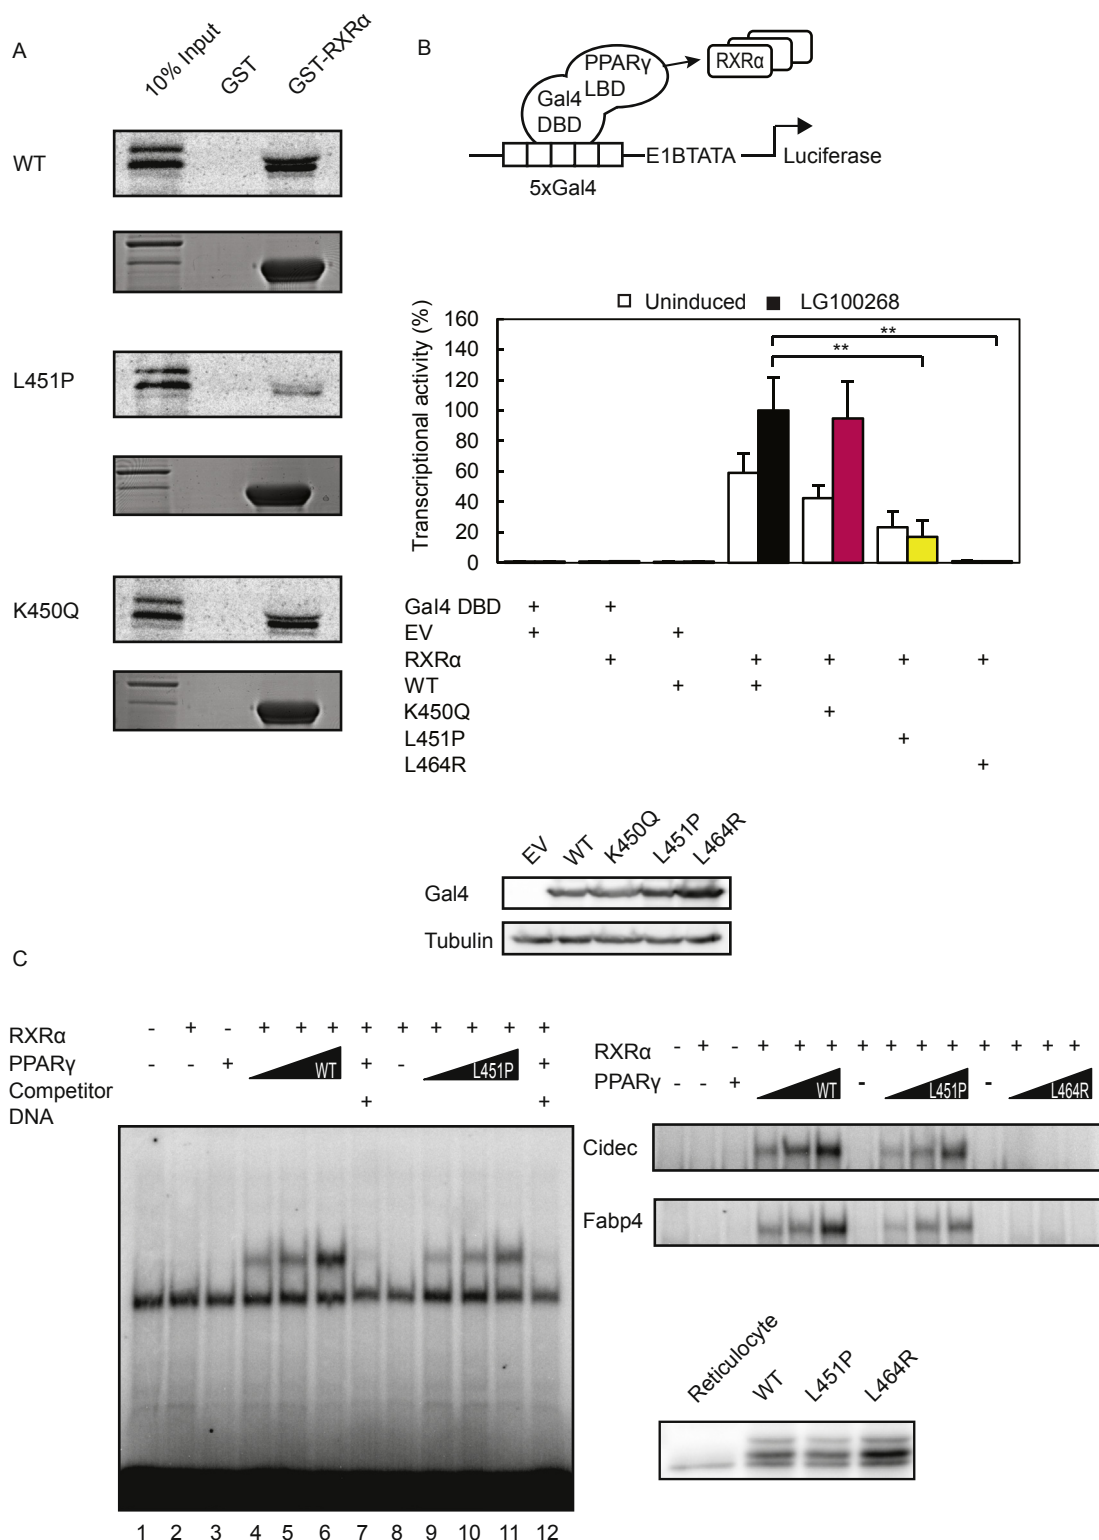 A
10% Input
GST
GST-RXRα
WT
L451P
K450Q
B
PPARγ
LBD
Gal4
DBD
RXRα
E1BTATA
Luciferase
5xGal4
Uninduced LG100268
Transcriptional activity (%)
160
140
120
100
80
60
40
20
0
**
**
Gal4 DBD + +
EV + +
RXRα + + + + +
WT + +
K450Q +
L451P +
L464R +
EV WT K450Q L451P L464R
Gal4
Tubulin
C
RXRα - + - + + + + + + + + +
PPARγ - - + WT + - L451P +
Competitor
DNA + +
1 2 3 4 5 6 7 8 9 10 11 12
RXRα - + - + + + + + + + + + + +
PPARγ - - + WT - L451P - L464R
Cidec
Fabp4
Reticulocyte WT L451P L464R